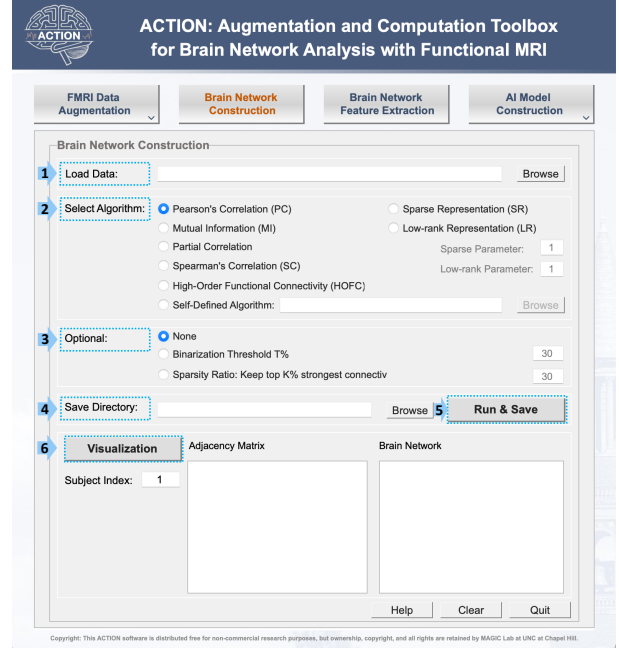 ACTION
ACTION: Augmentation and Computation Toolbox
for Brain Network Analysis with Functional MRI
FMRI Data
Augmentation
Brain Network
Construction
Brain Network
Feature Extraction
AI Model
Construction
Brain Network Construction
1 Load Data: Browse
2 Select Algorithm: Pearson's Correlation (PC) Sparse Representation (SR)
Mutual Information (MI) Low-rank Representation (LR)
Partial Correlation Sparse Parameter: 1
Spearman's Correlation (SC) Low-rank Parameter: 1
High-Order Functional Connectivity (HOFC)
Self-Defined Algorithm: Browse
3 Optional: None
Binarization Threshold T% 30
Sparsity Ratio: Keep top K% strongest connectiv 30
4 Save Directory: Browse 5 Run & Save
6 Visualization Adjacency Matrix Brain Network
Subject Index: 1
Help Clear Quit
Copyright: This ACTION software is distributed free for non-commercial research purposes, but ownership, copyright, and all rights are retained by MAGIC Lab at UNC at Chapel Hill.